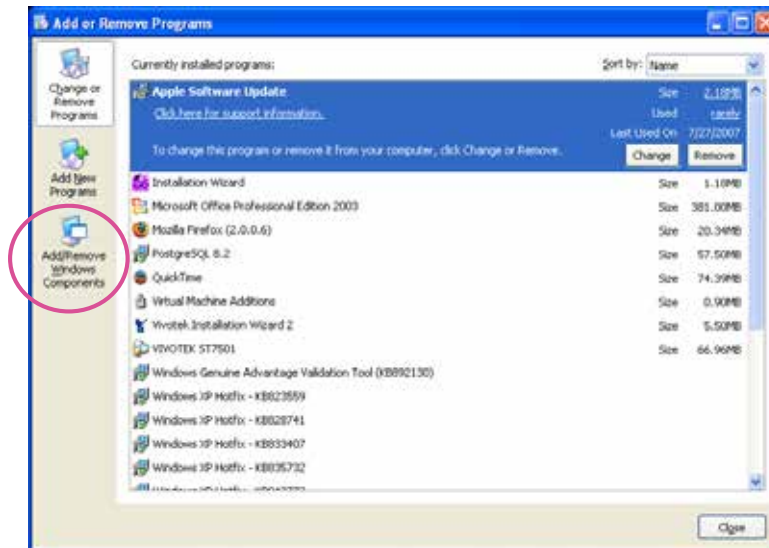 Add or Remove Programs
Change or Remove Programs
Add New Programs
Add/Remove Windows Components
Currently installed programs:
Sort by: Name
Apple Software Update Size 2.18MB
Click here for support information. Used rarely
Last Used On 7/27/2007
To change this program or remove it from your computer, click Change or Remove. Change Remove
Installation Wizard Size 1.10MB
Microsoft Office Professional Edition 2003 Size 381.00MB
Mozilla Firefox (2.0.0.6) Size 20.34MB
PostgreSQL 8.2 Size 57.50MB
QuickTime Size 74.39MB
Virtual Machine Additions Size 0.90MB
Vivotek Installation Wizard 2 Size 5.50MB
VIVOTEK ST7501 Size 66.96MB
Windows Genuine Advantage Validation Tool (KB892130)
Windows XP Hotfix - KB823559
Windows XP Hotfix - KB828741
Windows XP Hotfix - KB833407
Windows XP Hotfix - KB835732
Close